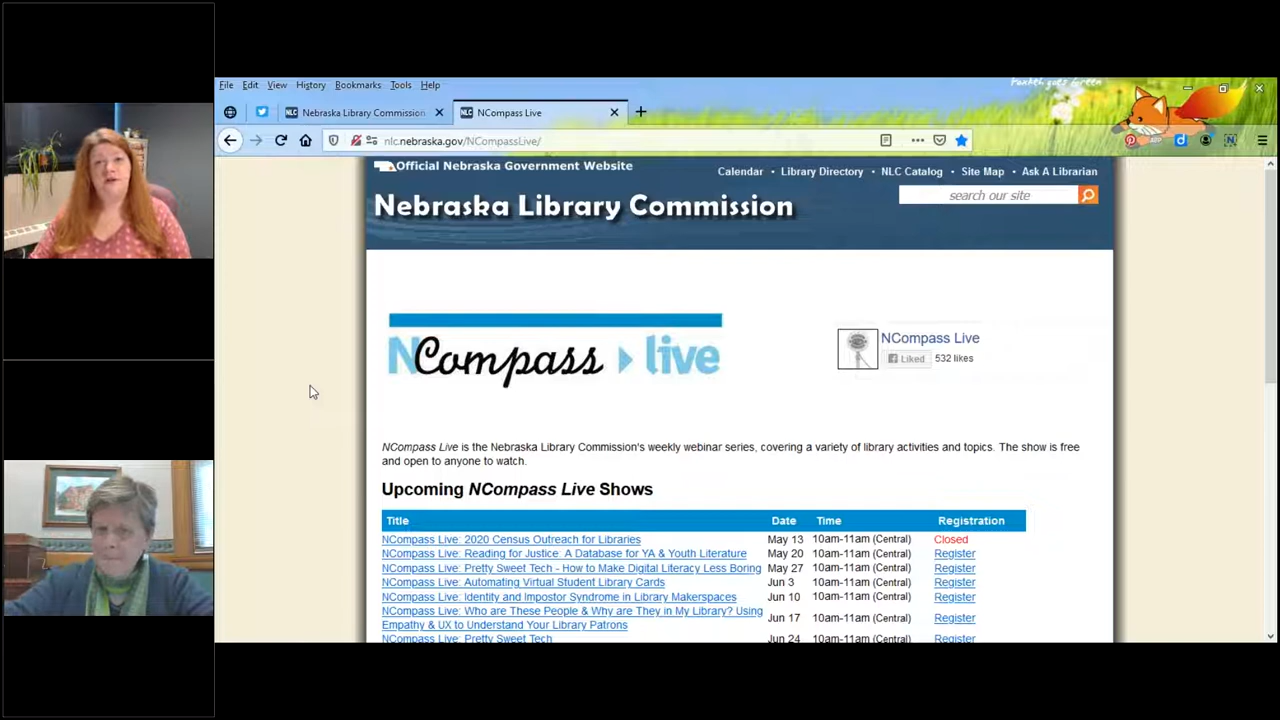 File Edit View History Bookmarks Tools Help
Nebraska Library Commission
NCompass Live
nlc.nebraska.gov/NCompassLive/
Official Nebraska Government Website
Calendar • Library Directory • NLC Catalog • Site Map • Ask A Librarian
Nebraska Library Commission
search our site
NCompass live
NCompass Live
Liked 532 likes
NCompass Live is the Nebraska Library Commission's weekly webinar series, covering a variety of library activities and topics. The show is free
and open to anyone to watch.
Upcoming NCompass Live Shows
Title Date Time Registration
NCompass Live: 2020 Census Outreach for Libraries May 13 10am-11am (Central) Closed
NCompass Live: Reading for Justice: A Database for YA & Youth Literature May 20 10am-11am (Central) Register
NCompass Live: Pretty Sweet Tech - How to Make Digital Literacy Less Boring May 27 10am-11am (Central) Register
NCompass Live: Automating Virtual Student Library Cards Jun 3 10am-11am (Central) Register
NCompass Live: Identity and Impostor Syndrome in Library Makerspaces Jun 10 10am-11am (Central) Register
NCompass Live: Who are These People & Why are They in My Library? Using
Empathy & UX to Understand Your Library Patrons Jun 17 10am-11am (Central) Register
NCompass Live: Pretty Sweet Tech Jun 24 10am-11am (Central) Register